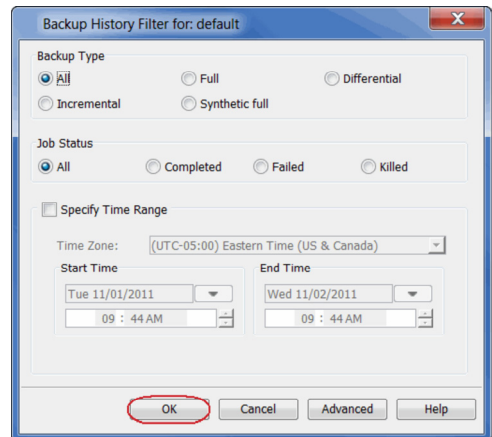 Backup History Filter for: default
Backup Type
All Full Differential
Incremental Synthetic full
Job Status
All Completed Failed Killed
Specify Time Range
Time Zone: (UTC-05:00) Eastern Time (US & Canada)
Start Time End Time
Tue 11/01/2011 Wed 11/02/2011
09 : 44 AM 09 : 44 AM
OK Cancel Advanced Help